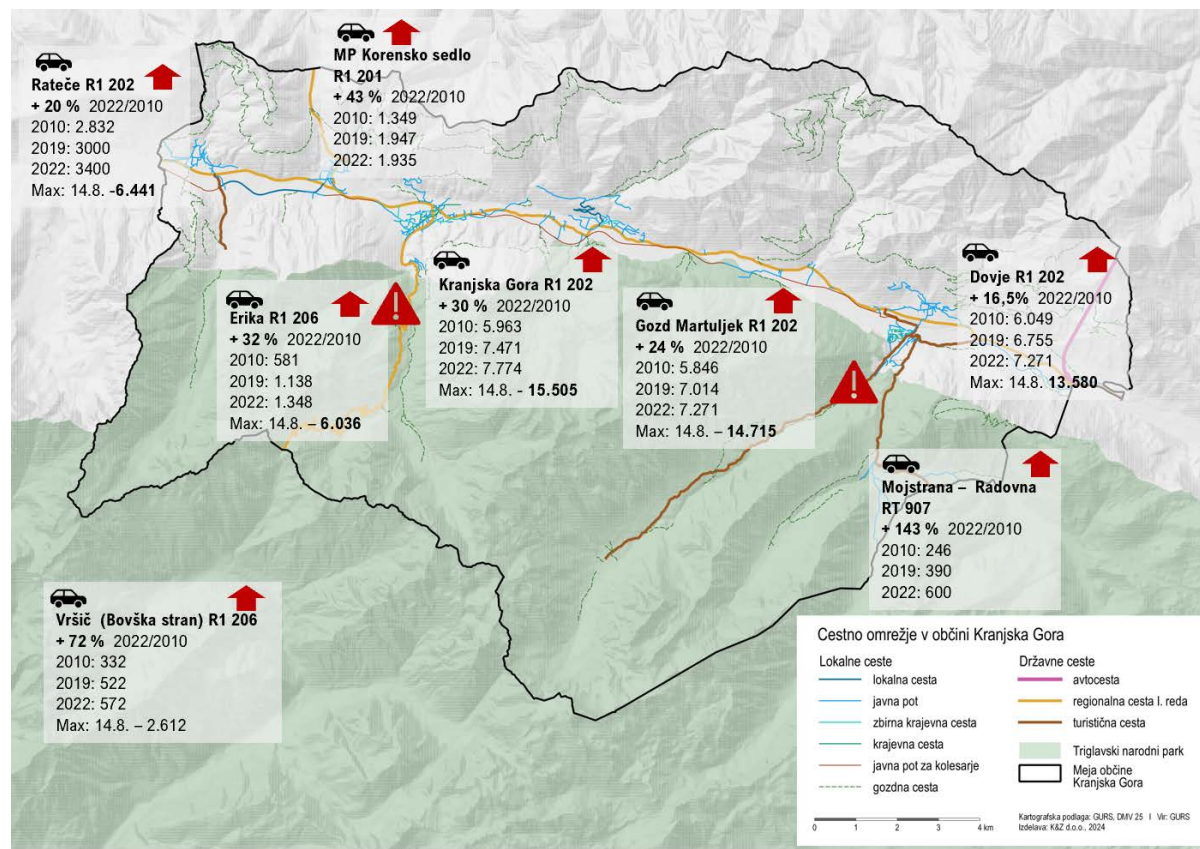 Rateče R1 202
+ 20 % 2022/2010
2010: 2.832
2019: 3000
2022: 3400
Max: 14.8. -6.441
MP Korensko sedlo
R1 201
+ 43 % 2022/2010
2010: 1.349
2019: 1.947
2022: 1.935
Erika R1 206
+ 32 % 2022/2010
2010: 581
2019: 1.138
2022: 1.348
Max: 14.8. – 6.036
Kranjska Gora R1 202
+ 30 % 2022/2010
2010: 5.963
2019: 7.471
2022: 7.774
Max: 14.8. - 15.505
Gozd Martuljek R1 202
+ 24 % 2022/2010
2010: 5.846
2019: 7.014
2022: 7.271
Max: 14.8. – 14.715
Dovje R1 202
+ 16,5% 2022/2010
2010: 6.049
2019: 6.755
2022: 7.271
Max: 14.8. 13.580
Mojstrana – Radovna
RT 907
+ 143 % 2022/2010
2010: 246
2019: 390
2022: 600
Vršič (Bovška stran) R1 206
+ 72 % 2022/2010
2010: 332
2019: 522
2022: 572
Max: 14.8. – 2.612
Cestno omrežje v občini Kranjska Gora
Lokalne ceste
lokalna cesta
javna pot
zbirna krajevna cesta
krajevna cesta
javna pot za kolesarje
gozdna cesta
Državne ceste
avtocesta
regionalna cesta I. reda
turistična cesta
Triglavski narodni park
Meja občine
Kranjska Gora
0 1 2 3 4 km
Kartografska podlaga: GURS, DMV 25 I Vir: GURS
Izdelava: K&Z d.o.o., 2024